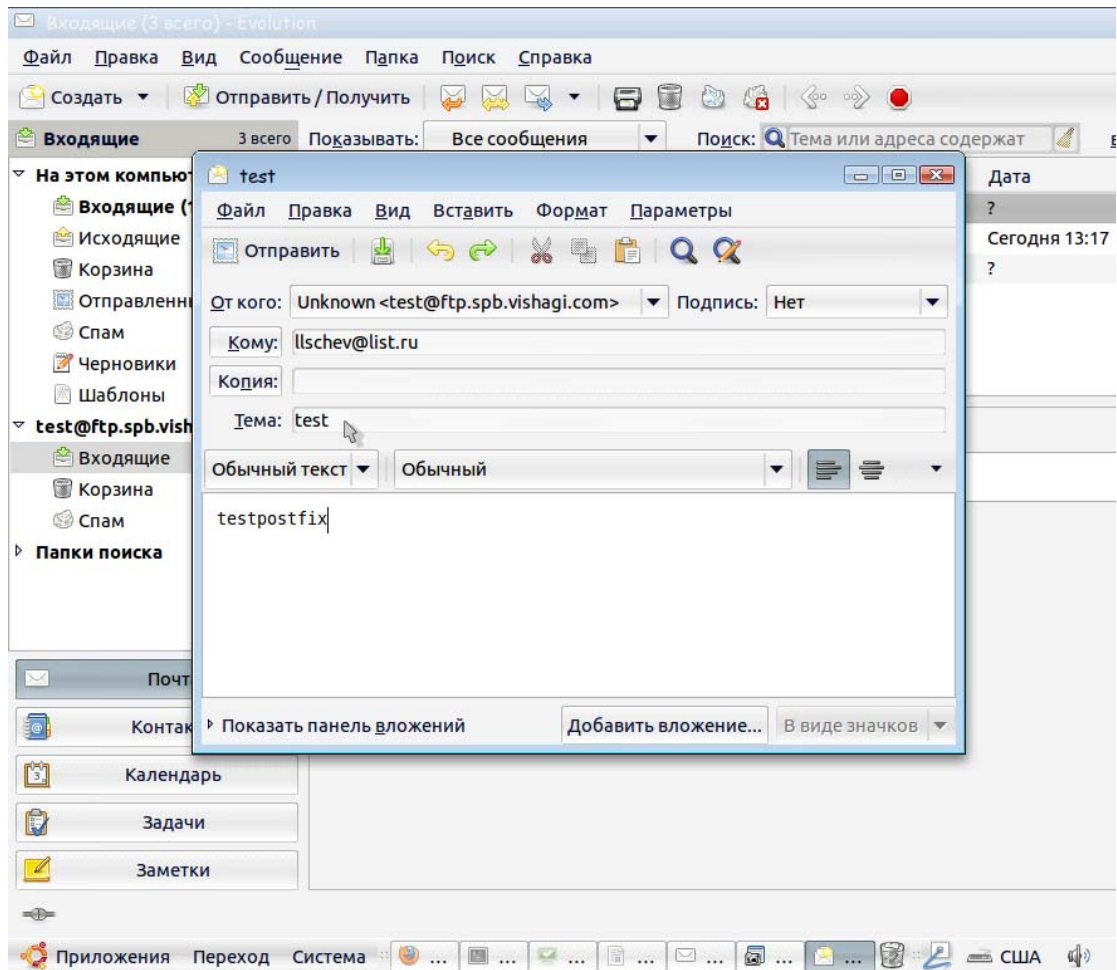 Входящие (3 всего) - Evolution
Файл Правка Вид Сообщение Папка Поиск Справка
Создать Отправить / Получить
Входящие 3 всего Показывать: Все сообщения Поиск: Тема или адреса содержат
На этом компьют
Входящие (1
Исходящие
Корзина
Отправленны
Спам
Черновики
Шаблоны
test@ftp.spb.vish
Входящие
Корзина
Спам
Папки поиска
Почт
Контак
Календарь
Задачи
Заметки
Дата
?
Сегодня 13:17
?
test
Файл Правка Вид Вставить Формат Параметры
Отправить
От кого: Unknown <test@ftp.spb.vishagi.com> Подпись: Нет
Кому: llschev@list.ru
Копия:
Тема: test
Обычный текст Обычный
testpostfix
Показать панель вложений Добавить вложение... В виде значков
Приложения Переход Система ... ... ... ... ... ... ... США